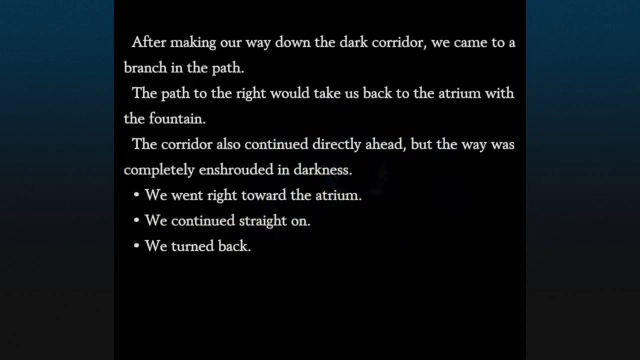 After making our way down the dark corridor, we came to a
branch in the path.
The path to the right would take us back to the atrium with
the fountain.
The corridor also continued directly ahead, but the way was
completely enshrouded in darkness.
• We went right toward the atrium.
• We continued straight on.
• We turned back.